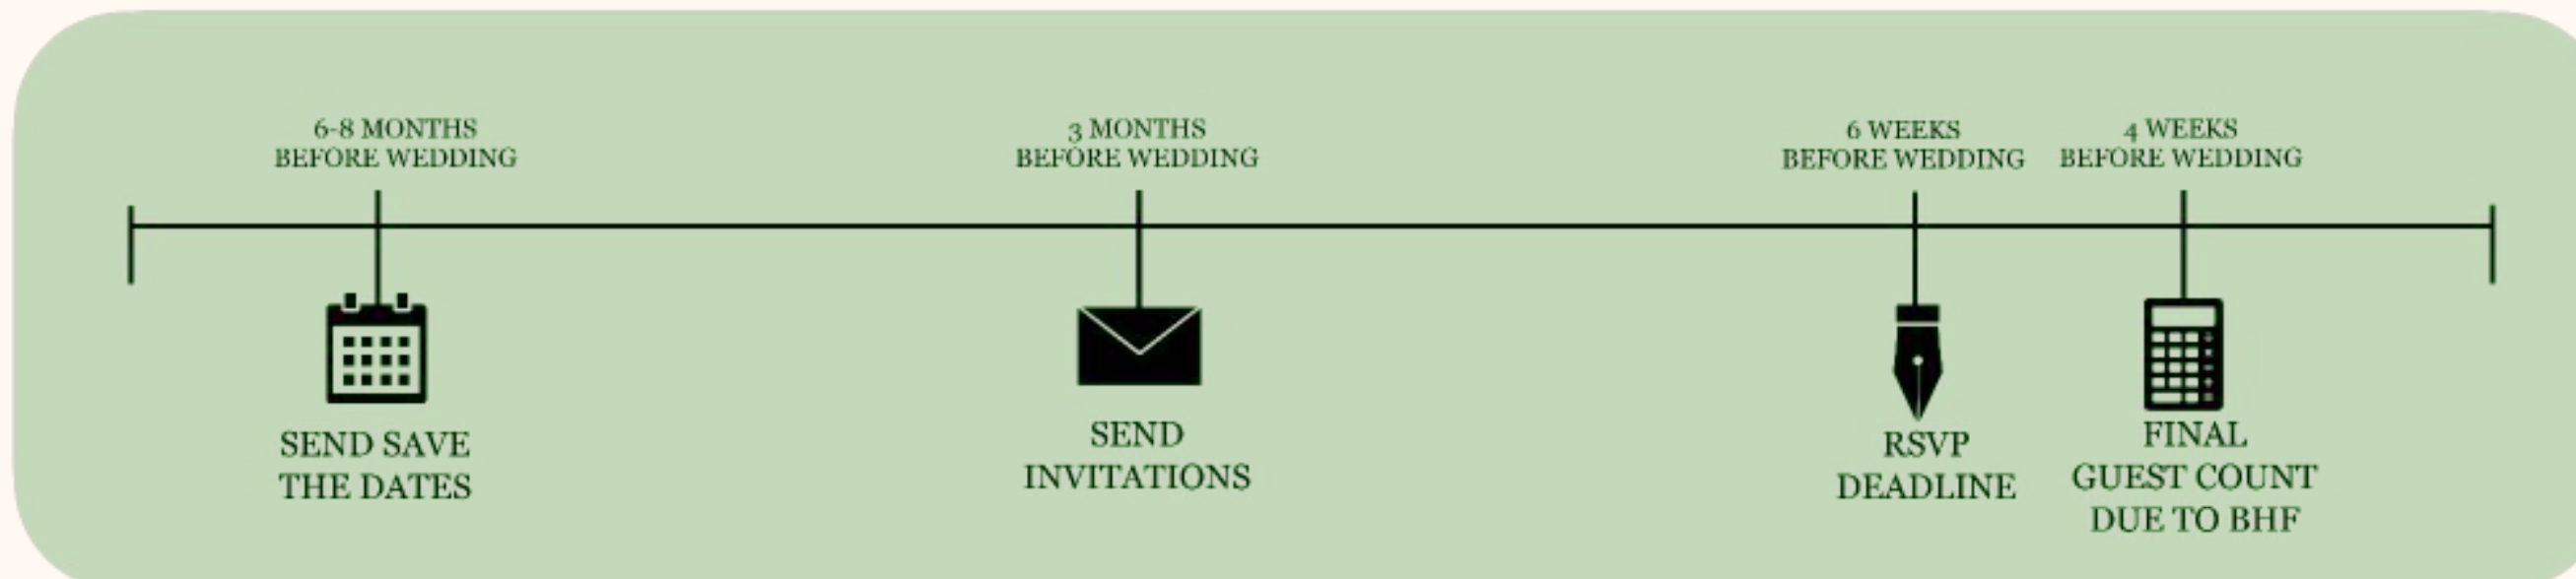 6-8 MONTHS
BEFORE WEDDING
3 MONTHS
BEFORE WEDDING
6 WEEKS
BEFORE WEDDING
4 WEEKS
BEFORE WEDDING
SEND SAVE
THE DATES
SEND
INVITATIONS
RSVP
DEADLINE
FINAL
GUEST COUNT
DUE TO BHF